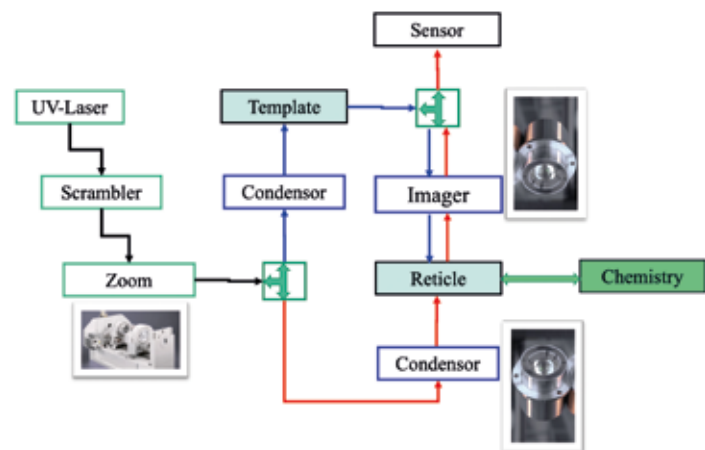 Sensor
UV-Laser
Template
Scrambler
Condensor
Imager
Zoom
Reticle
Chemistry
Condensor